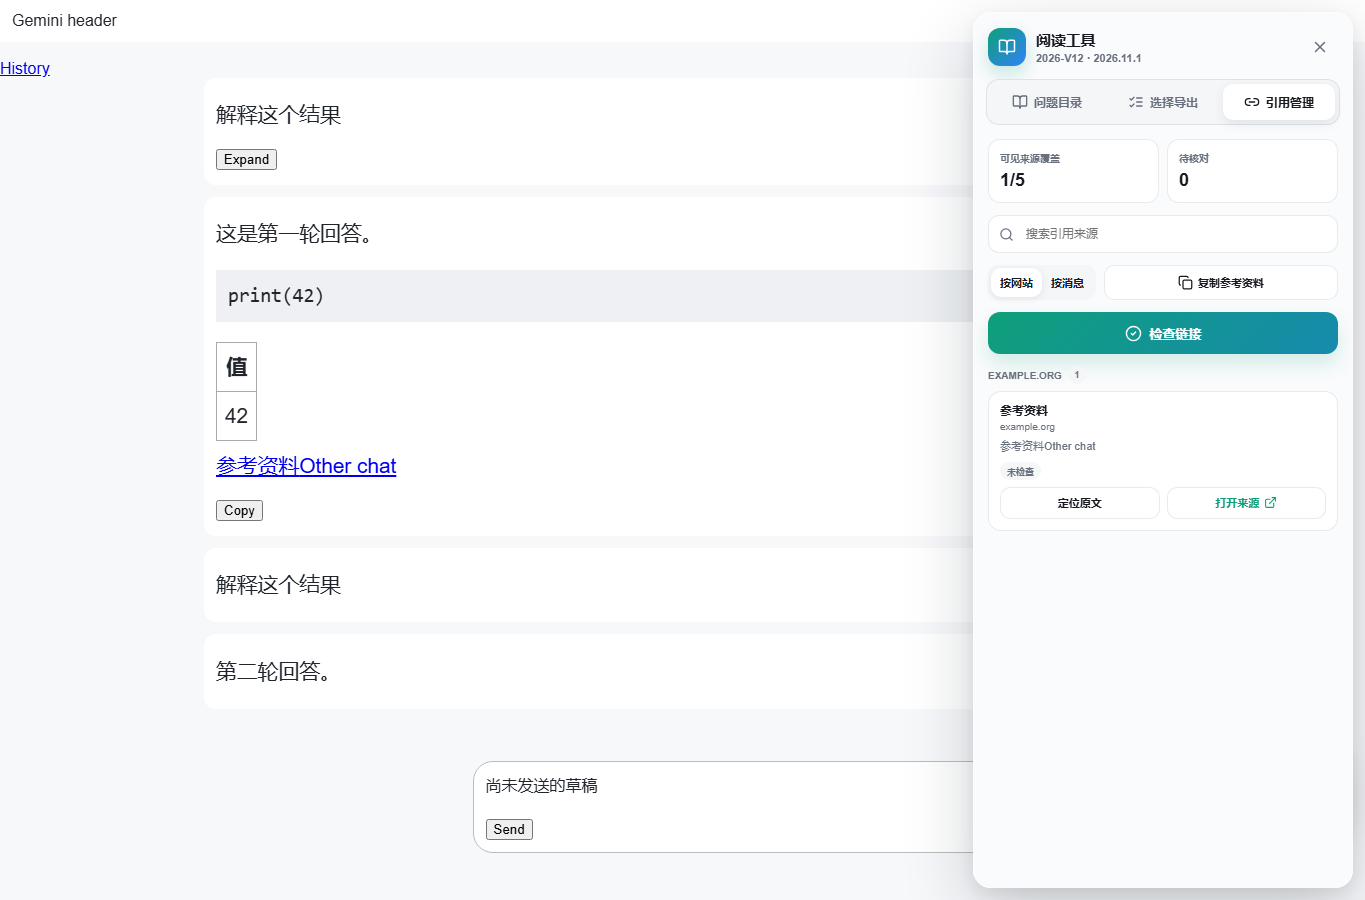 Gemini header
History
解释这个结果
Expand
这是第一轮回答。
print(42)
值
42
参考资料Other chat
Copy
解释这个结果
第二轮回答。
尚未发送的草稿
Send
阅读工具
2026-V12 · 2026.11.1
问题目录 选择导出 引用管理
可见来源覆盖
1/5
待核对
0
搜索引用来源
按网站 按消息 复制参考资料
检查链接
EXAMPLE.ORG 1
参考资料
example.org
参考资料Other chat
未检查
定位原文 打开来源